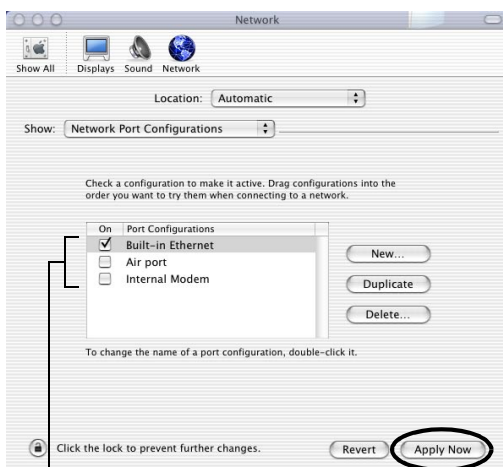 Network
Show All Displays Sound Network
Location: Automatic
Show: Network Port Configurations
Check a configuration to make it active. Drag configurations into the
order you want to try them when connecting to a network.
On Port Configurations
Built-in Ethernet
Air port
Internal Modem
New...
Duplicate
Delete...
To change the name of a port configuration, double-click it.
Click the lock to prevent further changes.
Revert Apply Now